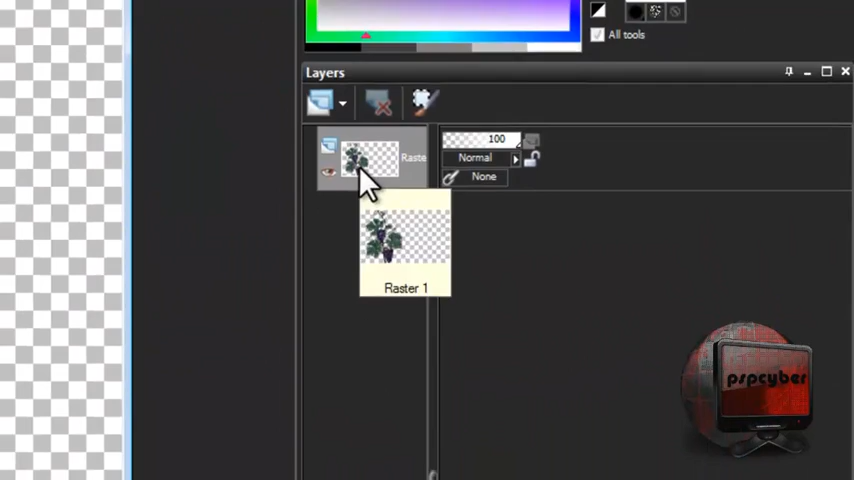 All tools
Layers
100
Raste
Normal
None
Raster 1
pspcyber